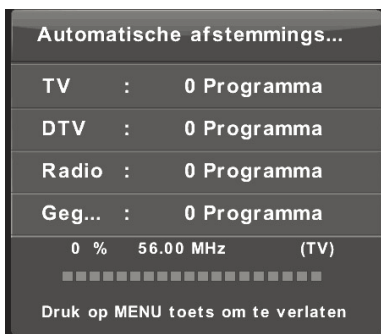 Automatische afstemmings...
TV : 0 Programma
DTV : 0 Programma
Radio : 0 Programma
Geg... : 0 Programma
0 % 56.00 MHz (TV)
Druk op MENU toets om te verlaten